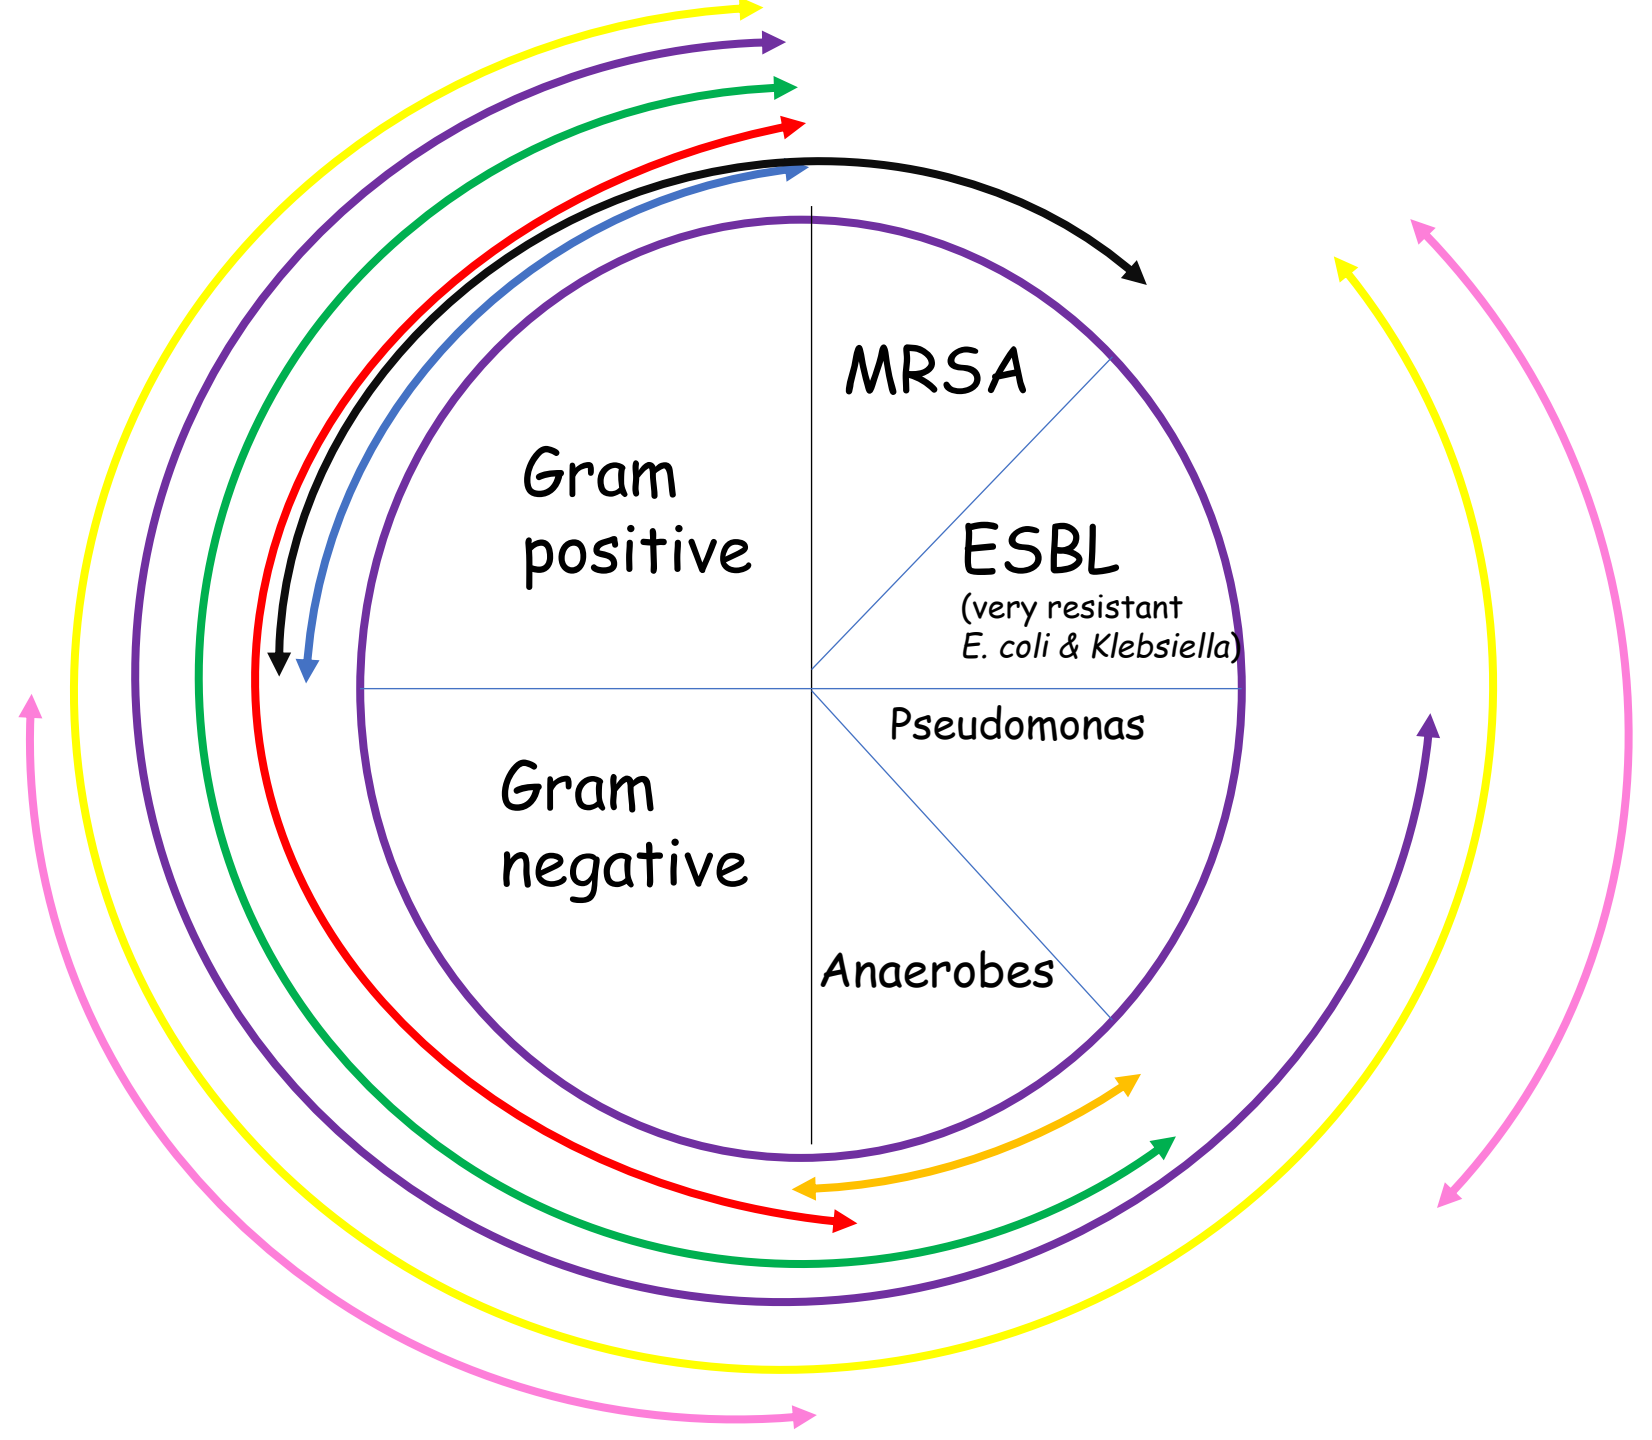 MRSA
Gram
positive
ESBL
(very resistant
E. coli & Klebsiella)
Pseudomonas
Gram
negative
Anaerobes